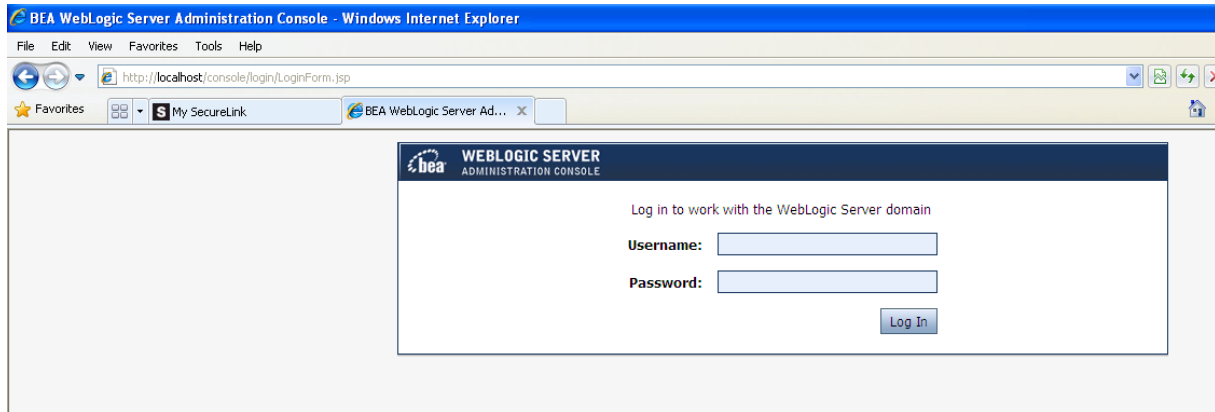 BEA WebLogic Server Administration Console - Windows Internet Explorer
File Edit View Favorites Tools Help
http://localhost/console/login/LoginForm.jsp
Favorites S My SecureLink BEA WebLogic Server Ad... X
bea WEBLOGIC SERVER
ADMINISTRATION CONSOLE
Log in to work with the WebLogic Server domain
Username:
Password:
Log In